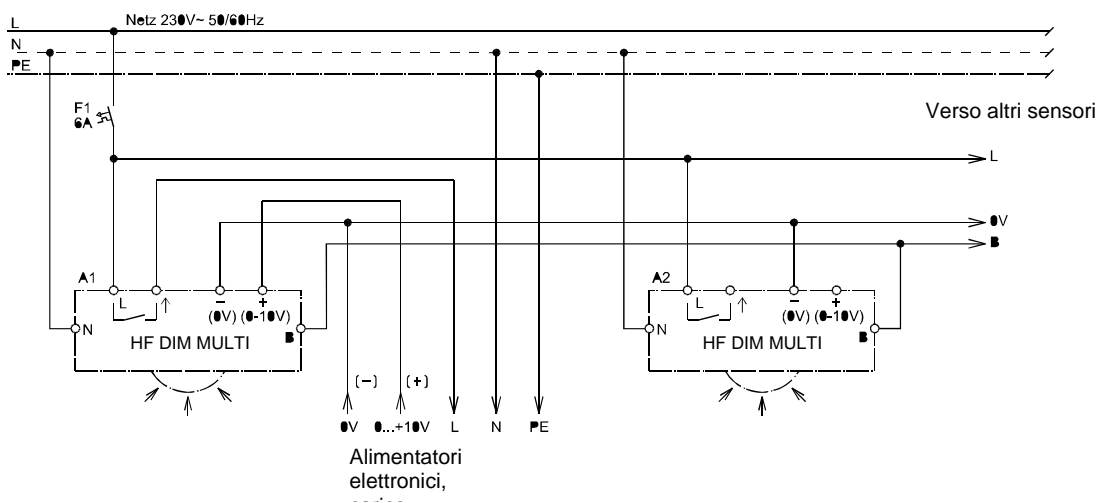 L Netz 230V~ 50/60Hz
N
PE
F1
6A
Verso altri sensori
L
0V
B
A1
L ↑ − +
(0V) (0-10V)
N
B
HF DIM MULTI
A2
L ↑ − +
(0V) (0-10V)
N
B
HF DIM MULTI
(-) (+)
0V 0...+10V L N PE
Alimentatori
elettronici,